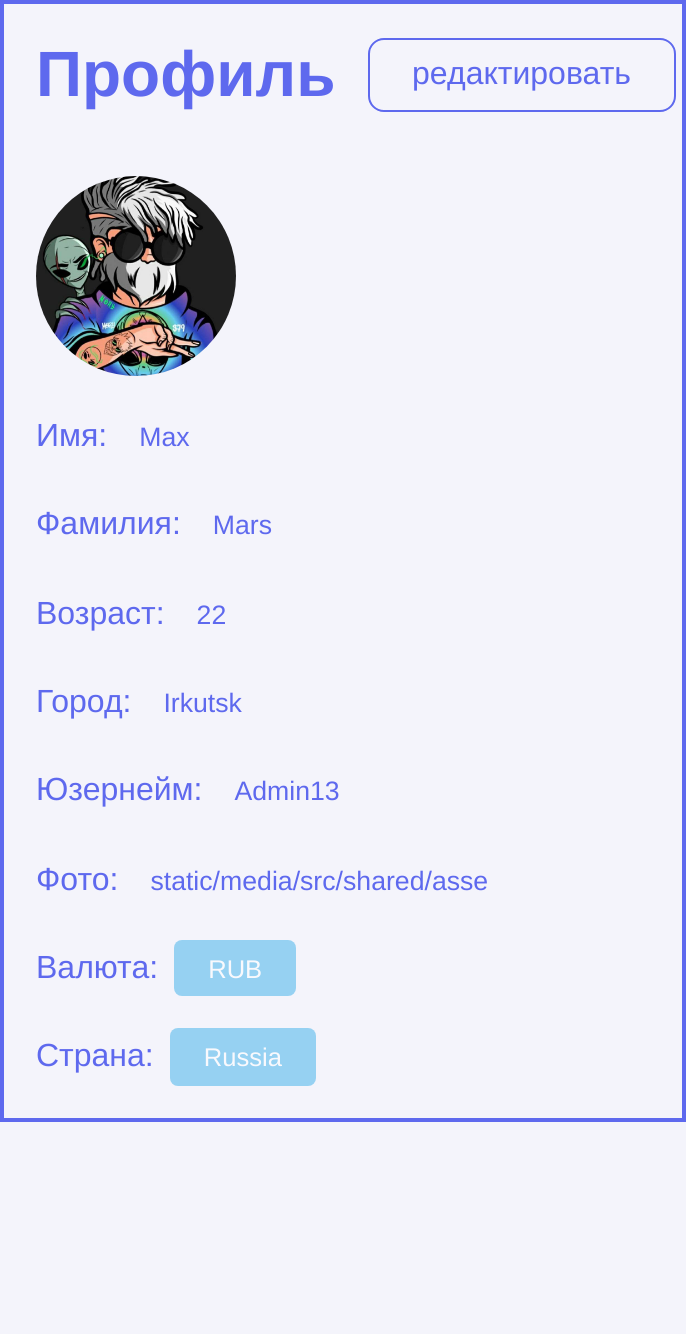 Профиль
редактировать
Имя: Max
Фамилия: Mars
Возраст: 22
Город: Irkutsk
Юзернейм: Admin13
Фото: static/media/src/shared/asse
Валюта: RUB
Страна: Russia